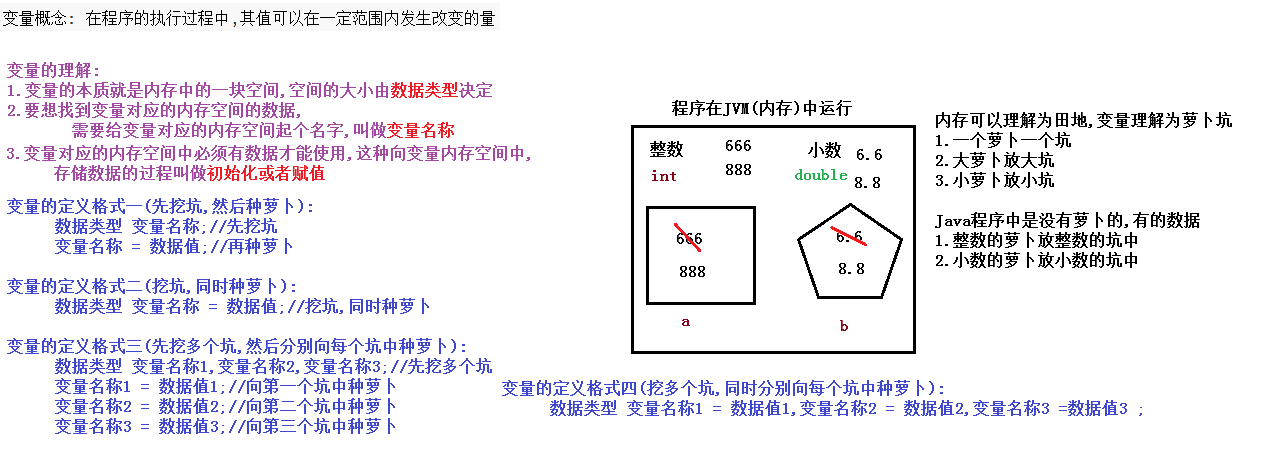 变量概念: 在程序的执行过程中,其值可以在一定范围内发生改变的量
变量的理解:
1.变量的本质就是内存中的一块空间,空间的大小由数据类型决定
2.要想找到变量对应的内存空间的数据,
需要给变量对应的内存空间起个名字,叫做变量名称
3.变量对应的内存空间中必须有数据才能使用,这种向变量内存空间中,
存储数据的过程叫做初始化或者赋值
变量的定义格式一(先挖坑,然后种萝卜):
数据类型 变量名称;//先挖坑
变量名称 = 数据值;//再种萝卜
变量的定义格式二(挖坑,同时种萝卜):
数据类型 变量名称 = 数据值;//挖坑,同时种萝卜
变量的定义格式三(先挖多个坑,然后分别向每个坑中种萝卜):
数据类型 变量名称1,变量名称2,变量名称3;//先挖多个坑
变量名称1 = 数据值1;//向第一个坑中种萝卜
变量名称2 = 数据值2;//向第二个坑中种萝卜
变量名称3 = 数据值3;//向第三个坑中种萝卜
变量的定义格式四(挖多个坑,同时分别向每个坑中种萝卜):
数据类型 变量名称1 = 数据值1,变量名称2 = 数据值2,变量名称3 =数据值3 ;
程序在JVM(内存)中运行
整数 666 小数 6.6
int 888 double 8.8
666 6.6
888 8.8
a b
内存可以理解为田地,变量理解为萝卜坑
1.一个萝卜一个坑
2.大萝卜放大坑
3.小萝卜放小坑
Java程序中是没有萝卜的,有的数据
1.整数的萝卜放整数的坑中
2.小数的萝卜放小数的坑中